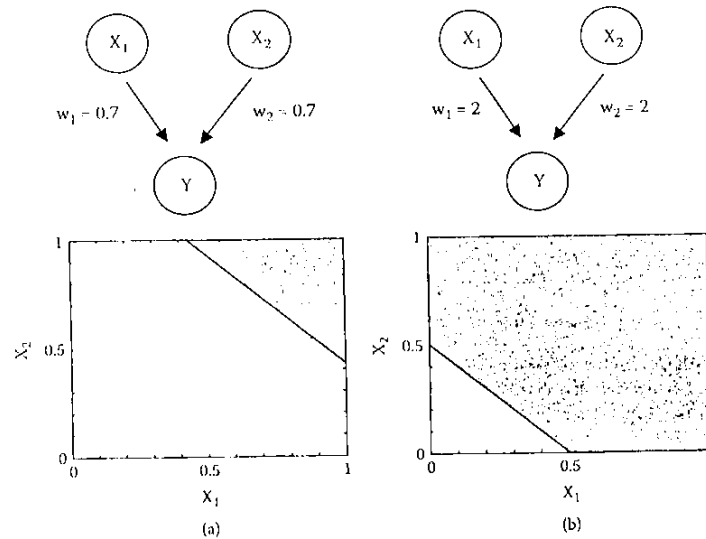 X1 X2 X1 X2
w1 = 0.7 w2 = 0.7 w1 = 2 w2 = 2
Y Y
1 1
X2 0.5 X2 0.5
0 0
0 0.5 1 0 0.5
X1 X1
(a) (b)